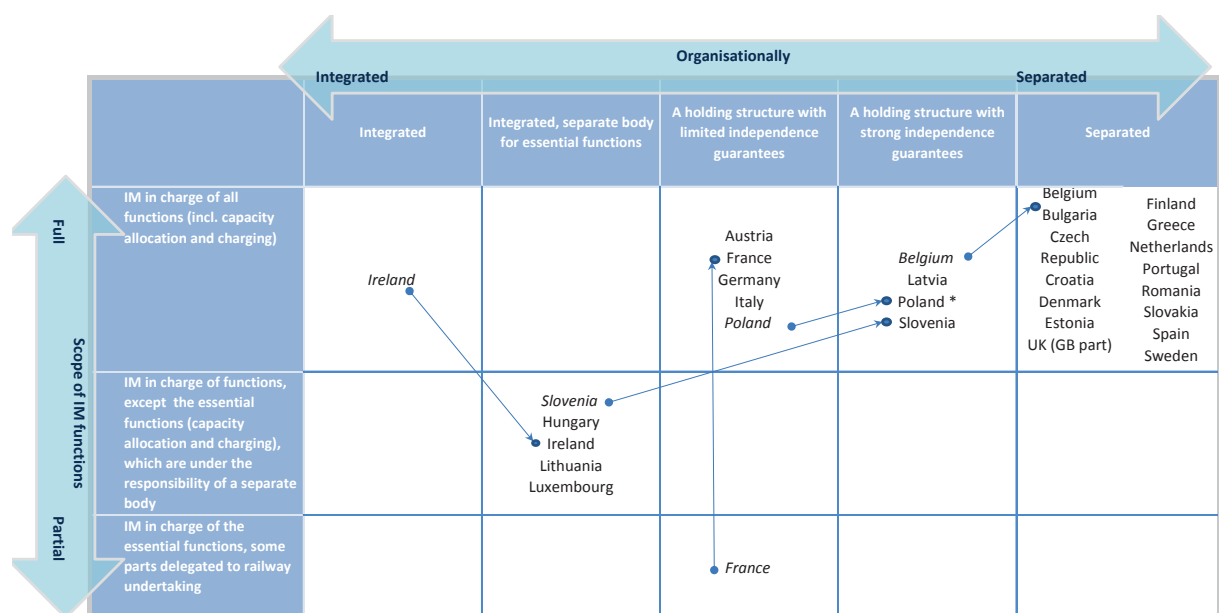 Organisationally
Integrated
Separated
Integrated
Integrated, separate body
for essential functions
A holding structure with
limited independence
guarantees
A holding structure with
strong independence
guarantees
Separated
Scope of IM functions
Full
Partial
IM in charge of all
functions (incl. capacity
allocation and charging)
Ireland
Austria
France
Germany
Italy
Poland
Belgium
Latvia
Poland *
Slovenia
Belgium
Bulgaria
Czech
Republic
Croatia
Denmark
Estonia
UK (GB part)
Finland
Greece
Netherlands
Portugal
Romania
Slovakia
Spain
Sweden
IM in charge of functions,
except the essential
functions (capacity
allocation and charging),
which are under the
responsibility of a separate
body
Slovenia
Hungary
Ireland
Lithuania
Luxembourg
IM in charge of the
essential functions, some
parts delegated to railway
undertaking
France